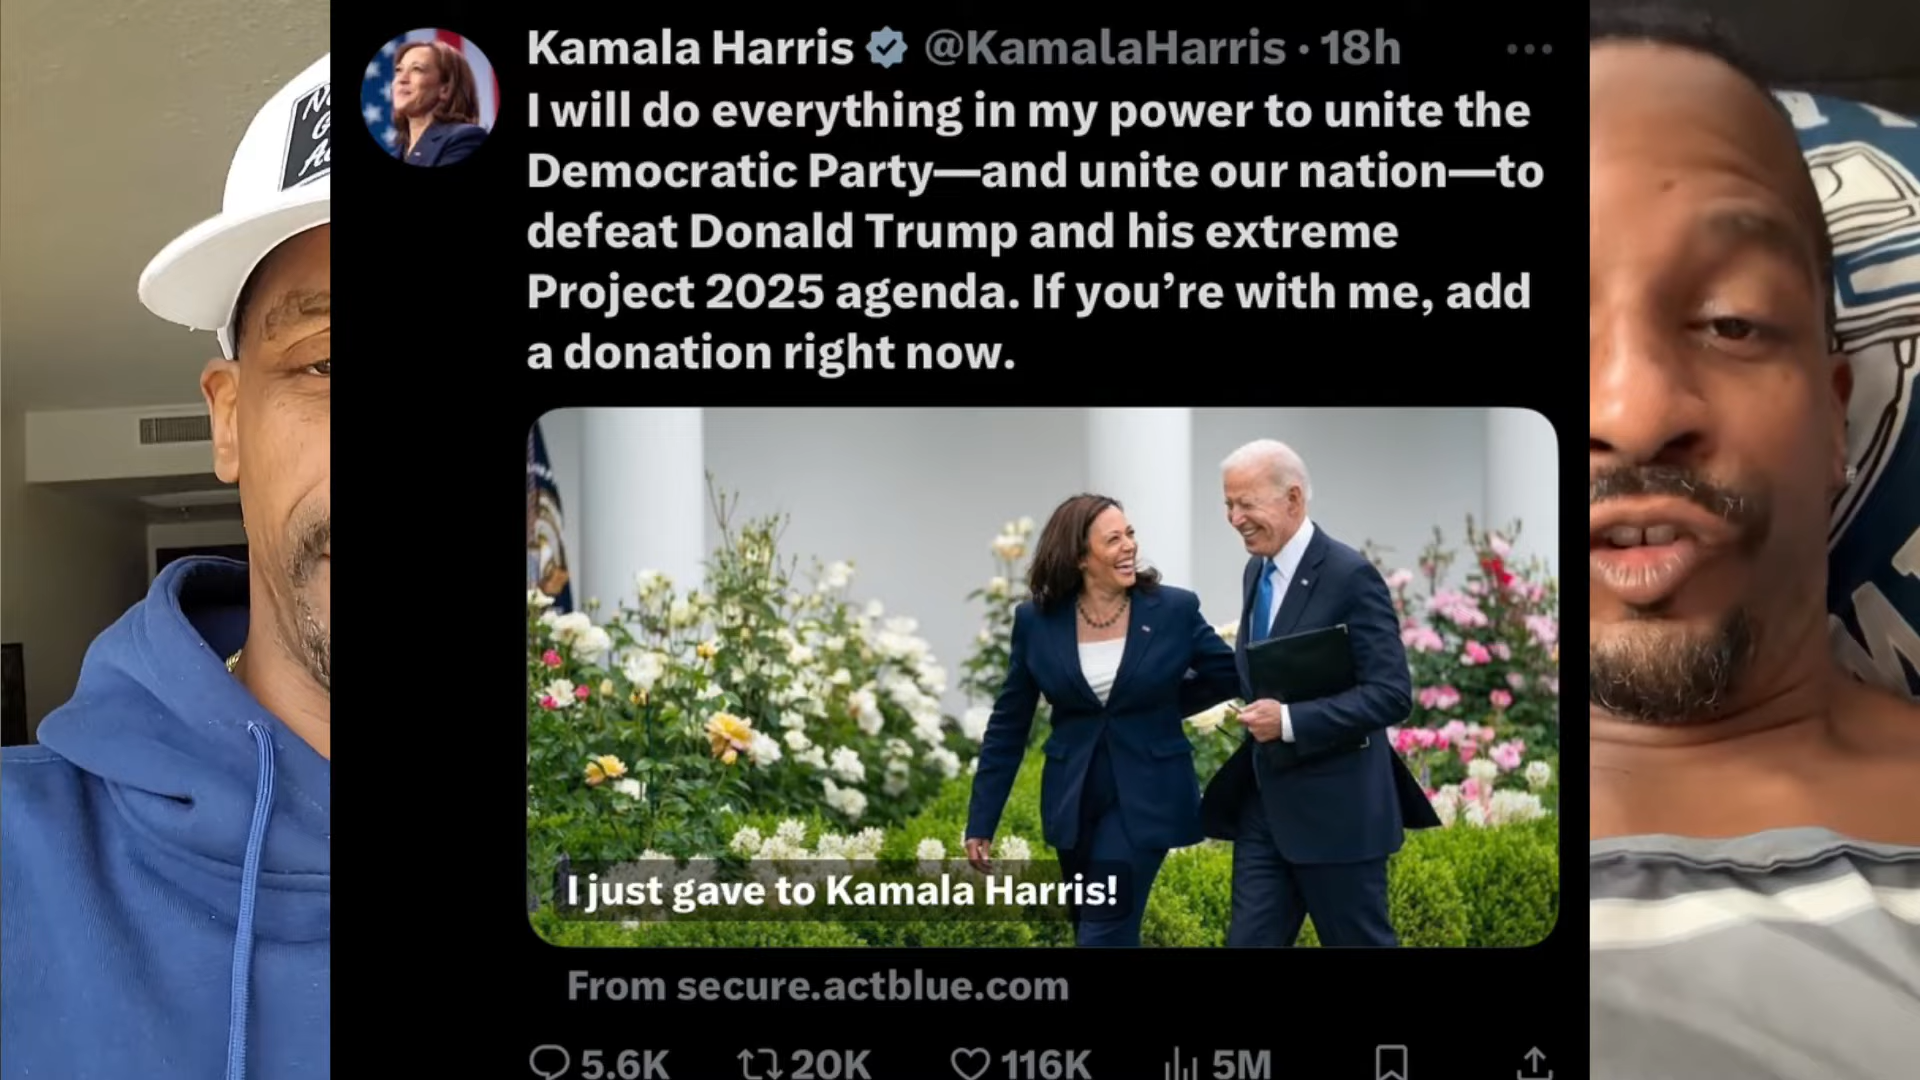 Kamala Harris @KamalaHarris · 18h
I will do everything in my power to unite the
Democratic Party—and unite our nation—to
defeat Donald Trump and his extreme
Project 2025 agenda. If you’re with me, add
a donation right now.
I just gave to Kamala Harris!
From secure.actblue.com
5.6K 20K 116K 5M